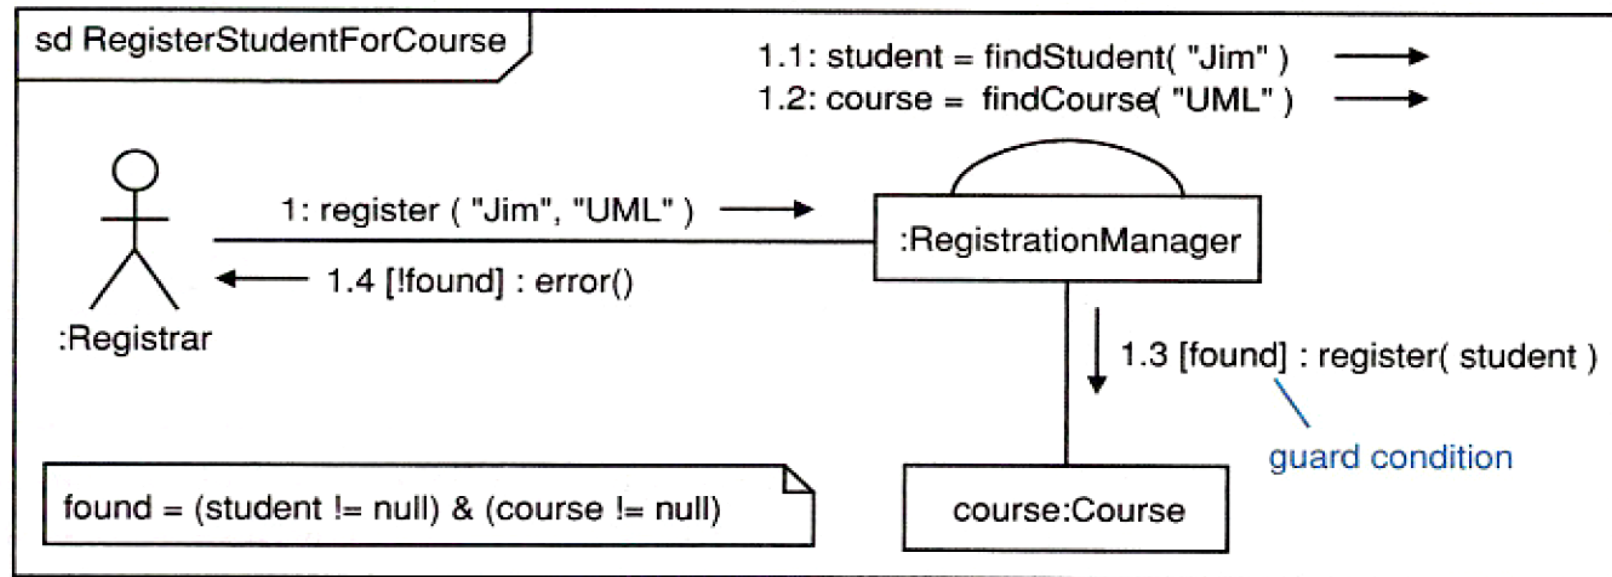 sd RegisterStudentForCourse
1.1: student = findStudent( "Jim" )
1.2: course = findCourse( "UML" )
1: register ( "Jim", "UML" )
:RegistrationManager
1.4 [!found] : error()
:Registrar
1.3 [found] : register( student )
guard condition
found = (student != null) & (course != null)
course:Course